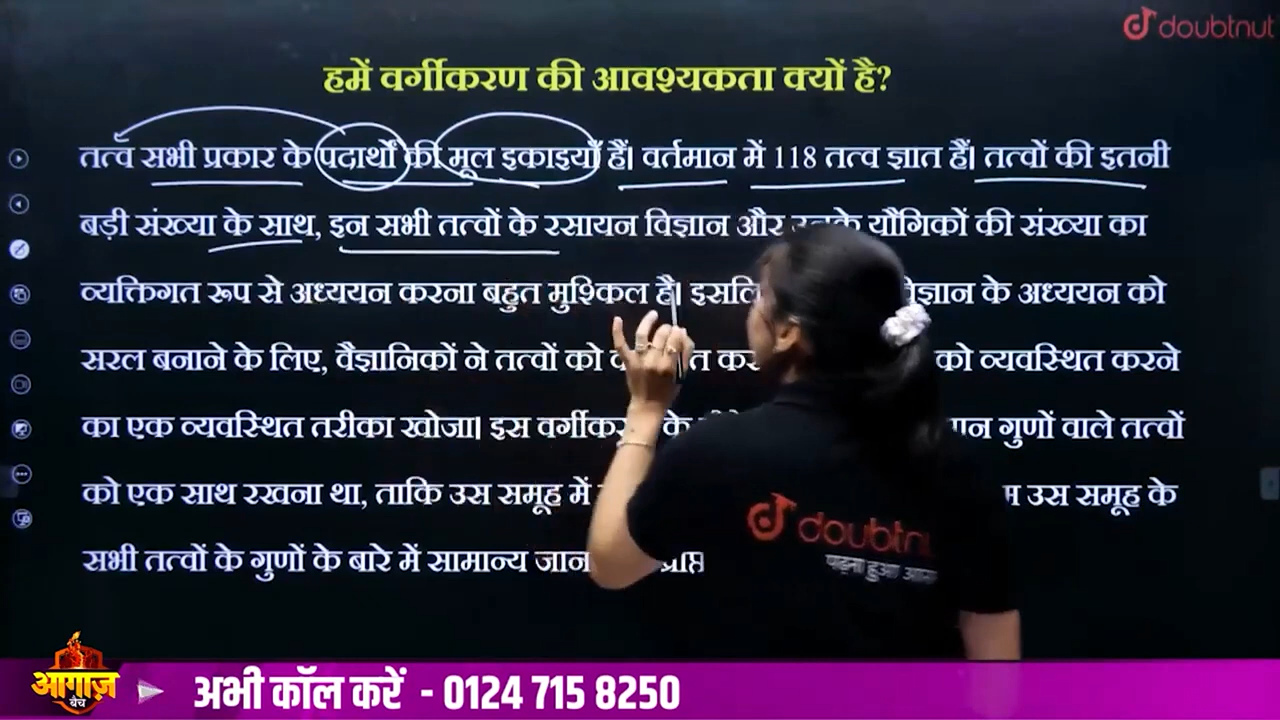 doubtnut
हमें वर्गीकरण की आवश्यकता क्यों है?
तत्व सभी प्रकार के पदार्थों की मूल इकाइयाँ हैं। वर्तमान में 118 तत्व ज्ञात हैं। तत्वों की इतनी
बड़ी संख्या के साथ, इन सभी तत्वों के रसायन विज्ञान और उनके यौगिकों की संख्या का
व्यक्तिगत रूप से अध्ययन करना बहुत मुश्किल है। के अध्ययन को
सरल बनाने के लिए, वैज्ञानिकों ने तत्वों को को व्यवस्थित करने
का एक व्यवस्थित तरीका खोजा। इस गुणों वाले तत्वों
को एक साथ रखना था, ताकि उस समूह में उस समूह के
सभी तत्वों के गुणों के बारे में सामान्य
doubtnut
पढ़ना हुआ
आगाज़
बैच
अभी कॉल करें - 0124 715 8250